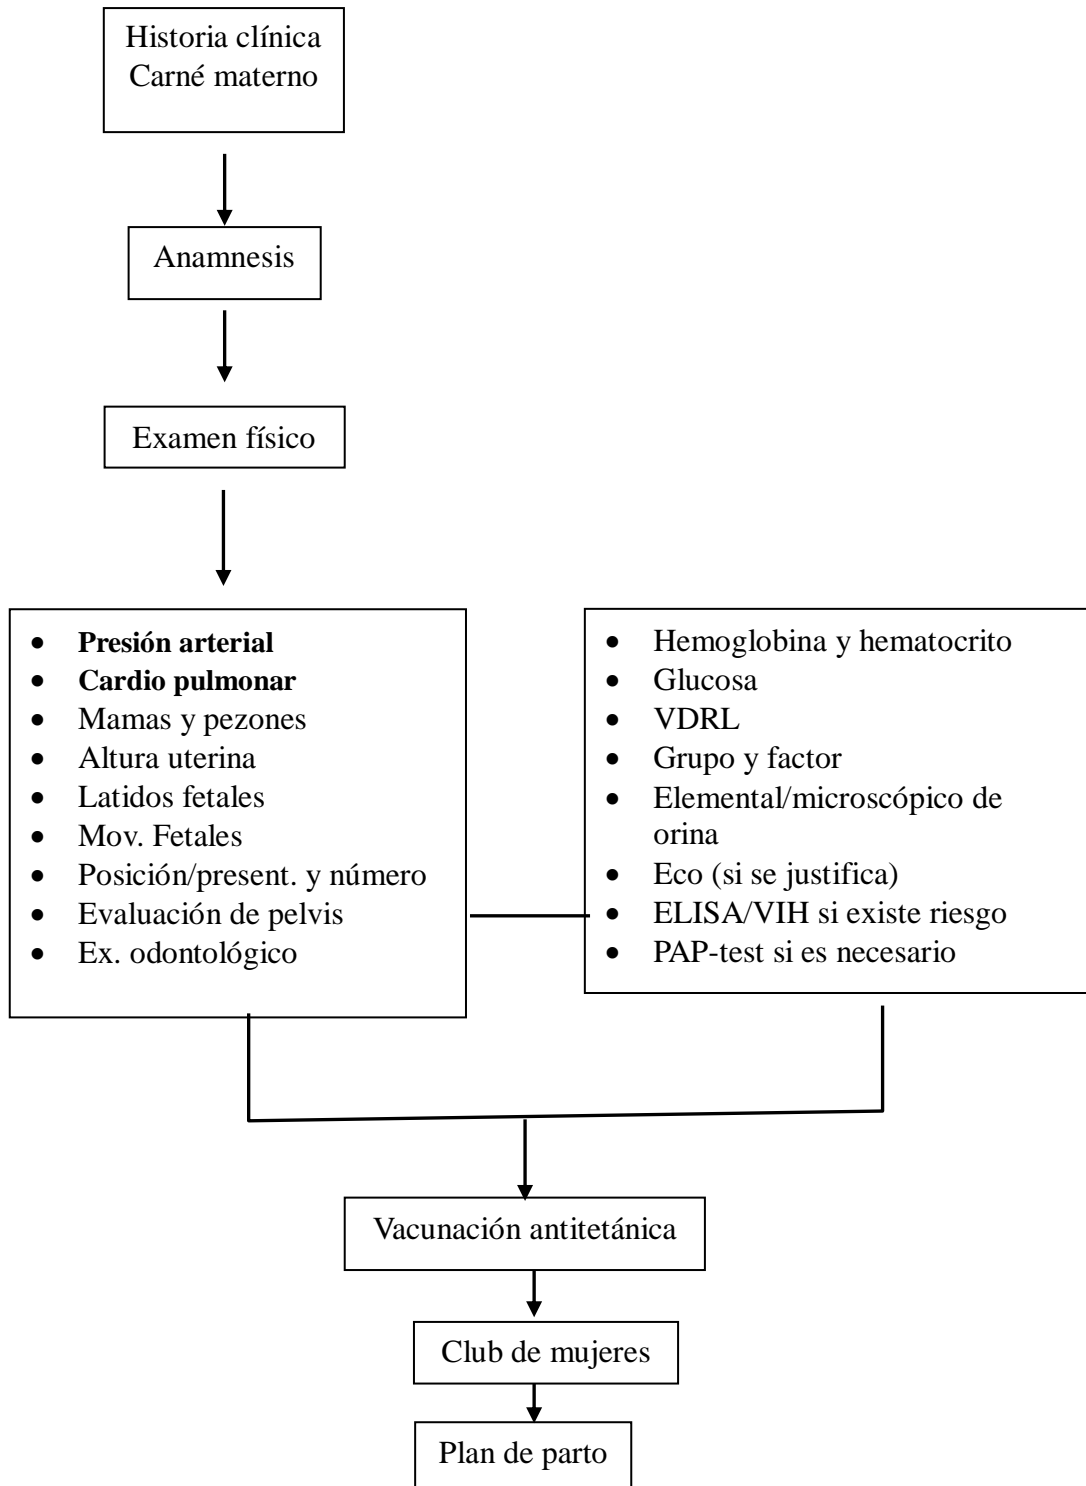 Historia clínica
Carné materno
Anamnesis
Examen físico
• Presión arterial
• Cardio pulmonar
• Mamas y pezones
• Altura uterina
• Latidos fetales
• Mov. Fetales
• Posición/present. y número
• Evaluación de pelvis
• Ex. odontológico
• Hemoglobina y hematocrito
• Glucosa
• VDRL
• Grupo y factor
• Elemental/microscópico de
orina
• Eco (si se justifica)
• ELISA/VIH si existe riesgo
• PAP-test si es necesario
Vacunación antitetánica
Club de mujeres
Plan de parto